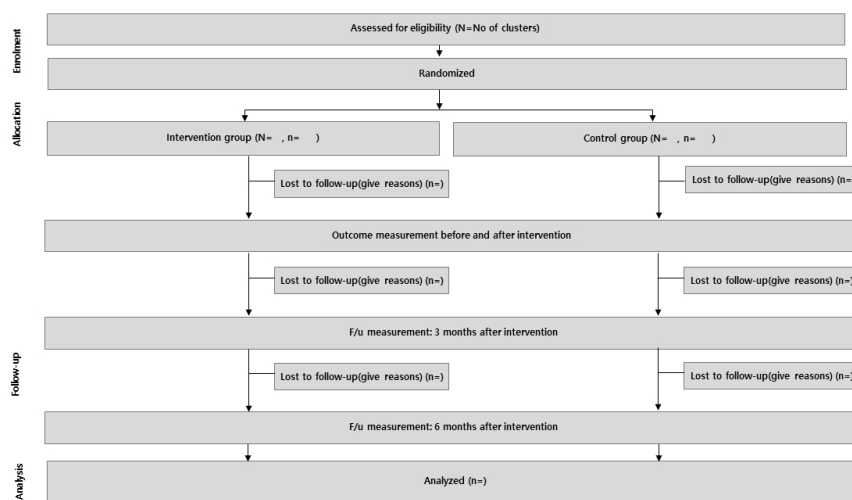 Enrolment
Assessed for eligibility (N=No of clusters)
Randomized
Allocation
Intervention group (N= , n= )
Control group (N= , n= )
Lost to follow-up(give reasons) (n=)
Lost to follow-up(give reasons) (n=
Outcome measurement before and after intervention
Lost to follow-up(give reasons) (n=)
Lost to follow-up(give reasons) (n=)
Follow-up
F/u measurement: 3 months after intervention
Lost to follow-up(give reasons) (n=)
Lost to follow-up(give reasons) (n=)
F/u measurement: 6 months after intervention
Analysis
Analyzed (n=)